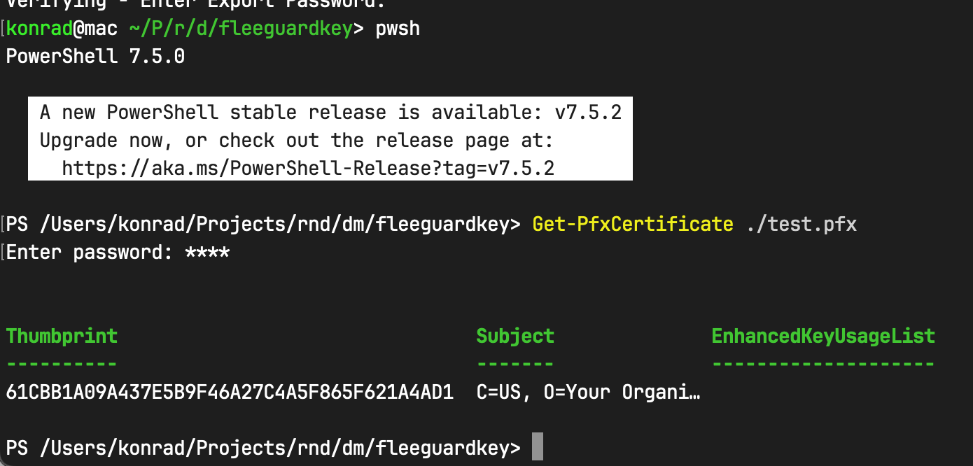 Verifying - Enter Export Password:
konrad@mac ~/P/r/d/fleeguardkey> pwsh
PowerShell 7.5.0
A new PowerShell stable release is available: v7.5.2
Upgrade now, or check out the release page at:
https://aka.ms/PowerShell-Release?tag=v7.5.2
PS /Users/konrad/Projects/rnd/dm/fleeguardkey> Get-PfxCertificate ./test.pfx
Enter password: ****
Thumbprint Subject EnhancedKeyUsageList
---------- ------- --------------------
61CBB1A09A437E5B9F46A27C4A5F865F621A4AD1 C=US, O=Your Organi…
PS /Users/konrad/Projects/rnd/dm/fleeguardkey>